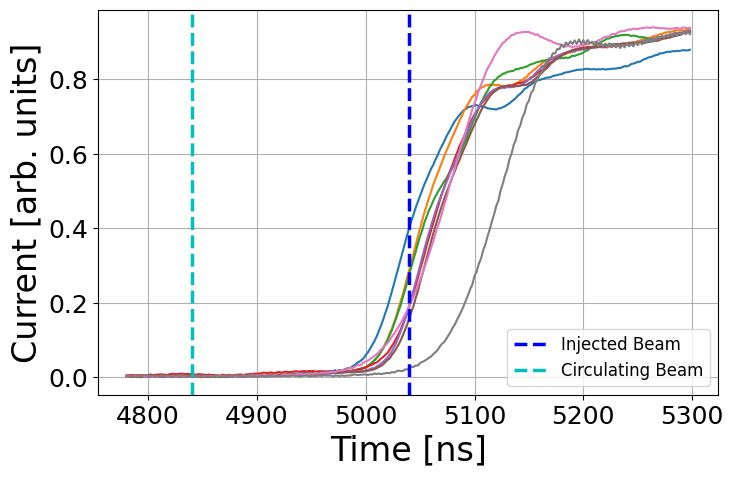 Current [arb. units]
0.8
0.6
0.4
0.2
0.0
Injected Beam
Circulating Beam
4800 4900 5000 5100 5200 5300
Time [ns]